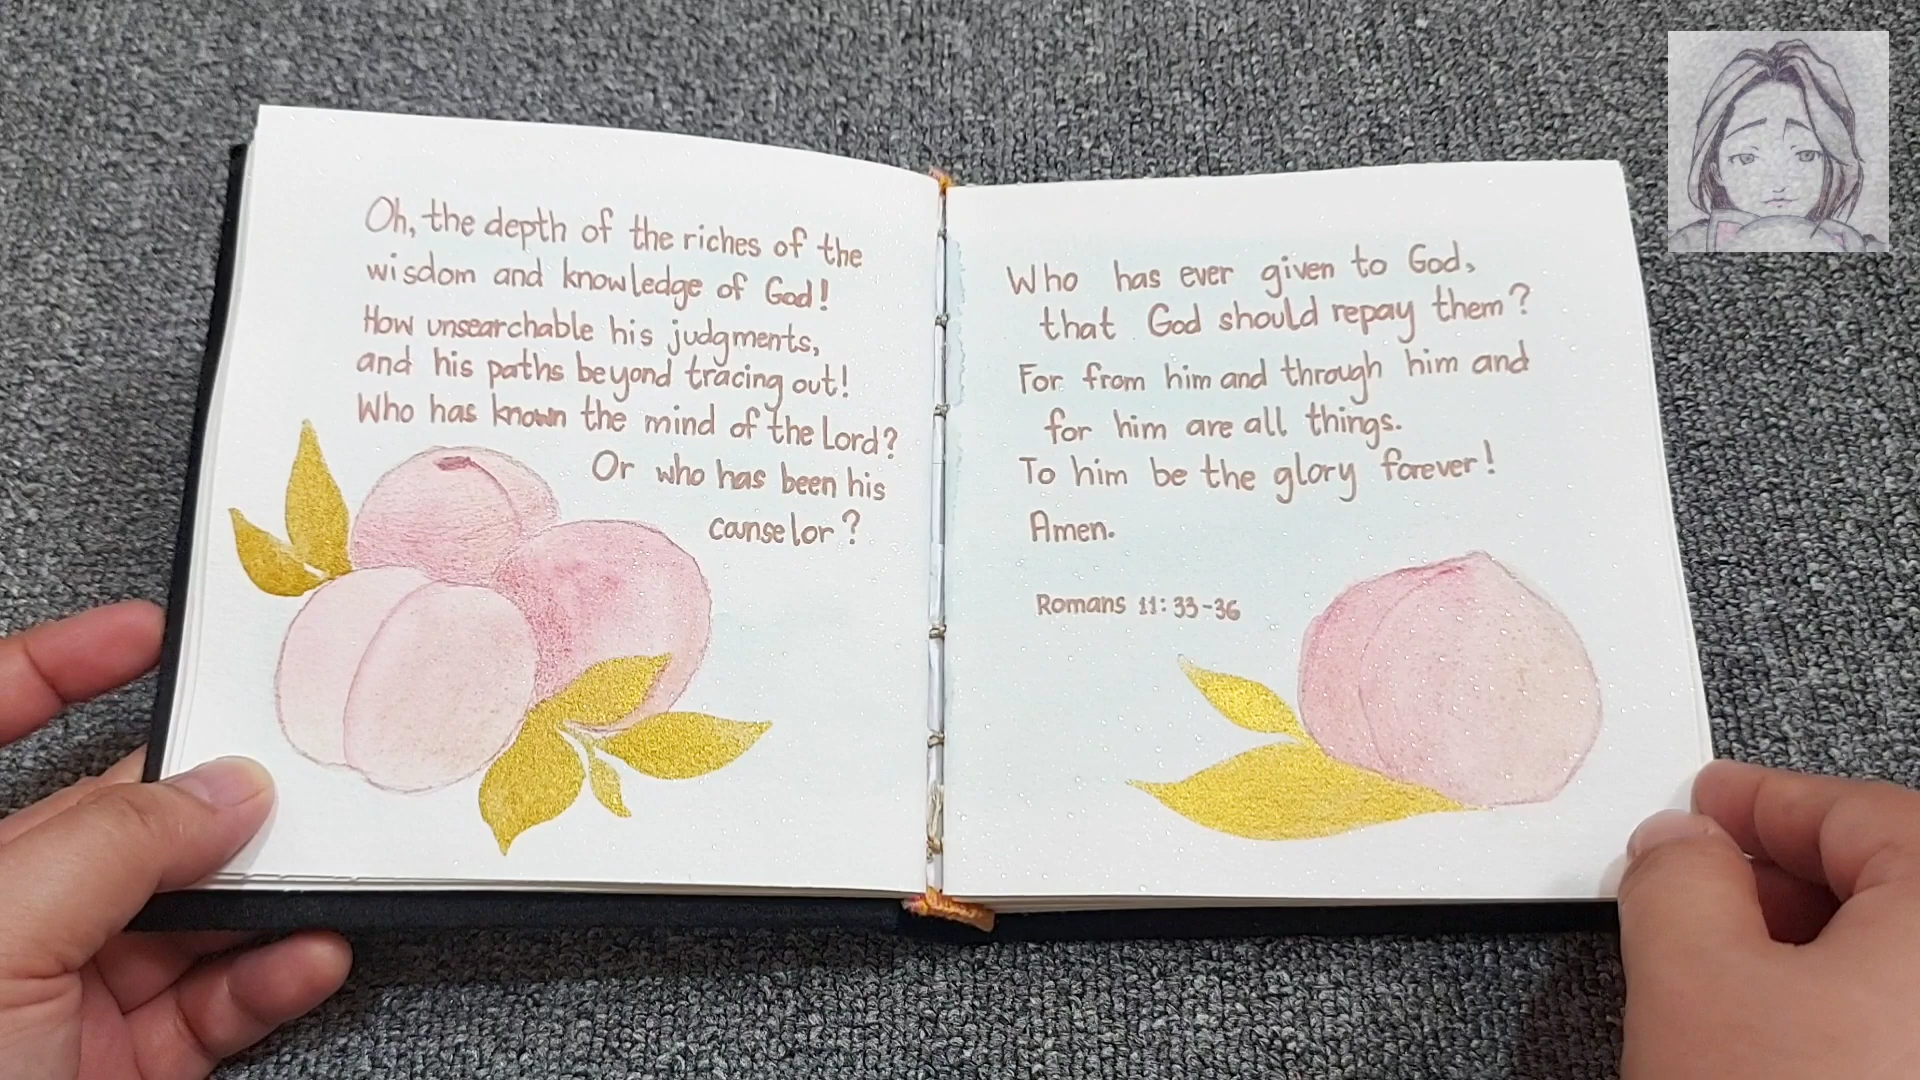 Oh, the depth of the riches of the
wisdom and knowledge of God!
How unsearchable his judgments,
and his paths beyond tracing out!
Who has known the mind of the Lord?
Or who has been his
counselor?
Who has ever given to God,
that God should repay them?
For from him and through him and
for him are all things.
To him be the glory forever!
Amen.
Romans 11:33-36